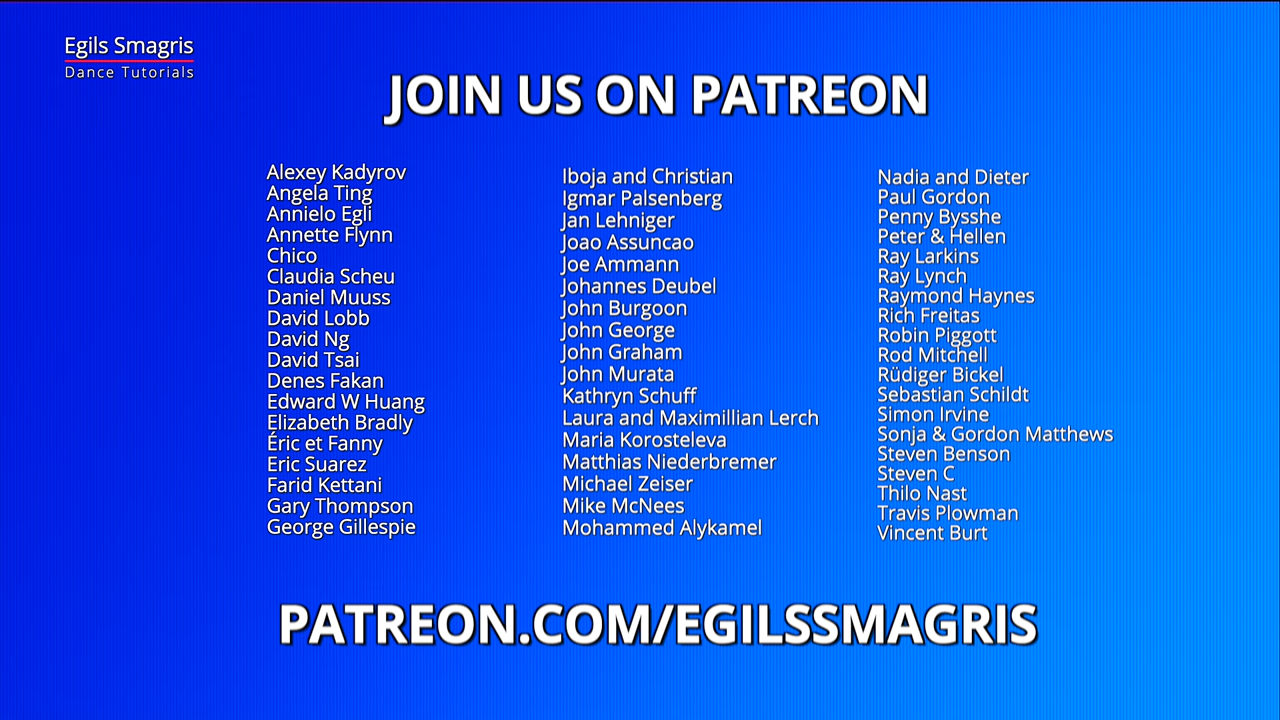 Egils Smagris
Dance Tutorials
JOIN US ON PATREON
Alexey Kadyrov
Angela Ting
Annielo Egli
Annette Flynn
Chico
Claudia Scheu
Daniel Muuss
David Lobb
David Ng
David Tsai
Denes Fakan
Edward W Huang
Elizabeth Bradly
Éric et Fanny
Eric Suarez
Farid Kettani
Gary Thompson
George Gillespie
Iboja and Christian
Igmar Palsenberg
Jan Lehniger
Joao Assuncao
Joe Ammann
Johannes Deubel
John Burgoon
John George
John Graham
John Murata
Kathryn Schuff
Laura and Maximillian Lerch
Maria Korosteleva
Matthias Niederbremer
Michael Zeiser
Mike McNees
Mohammed Alykamel
Nadia and Dieter
Paul Gordon
Penny Bysshe
Peter & Hellen
Ray Larkins
Ray Lynch
Raymond Haynes
Rich Freitas
Robin Piggott
Rod Mitchell
Rüdiger Bickel
Sebastian Schildt
Simon Irvine
Sonja & Gordon Matthews
Steven Benson
Steven C
Thilo Nast
Travis Plowman
Vincent Burt
PATREON.COM/EGILSSMAGRIS